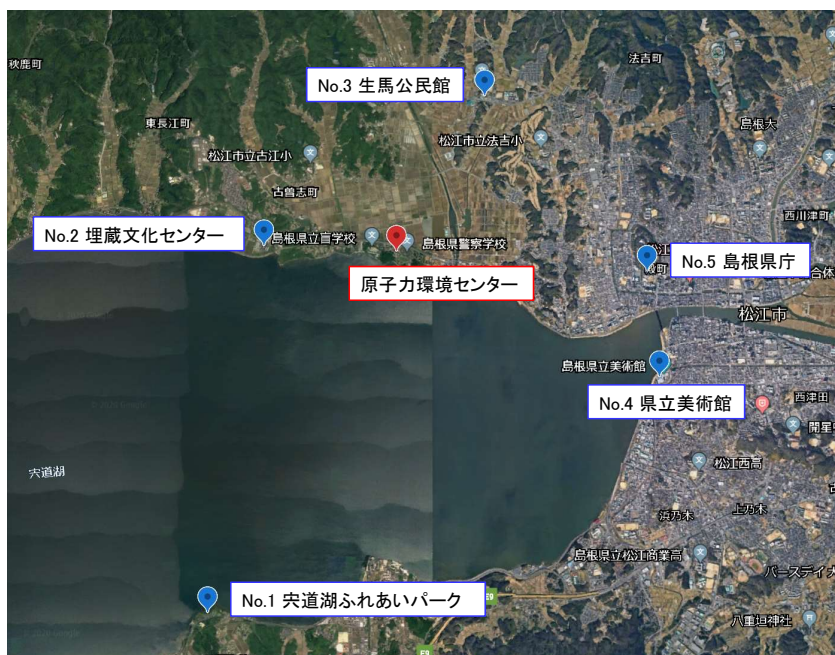 秋鹿町
No.3 生馬公民館
法吉町
東長江町
松江市立古江小
松江市立法吉小
島根大
古曽志町
西川津町
No.2 埋蔵文化センター
島根県立盲学校
島根県警察学校
No.5 島根県庁
原子力環境センター
松江市
島根県立美術館
No.4 県立美術館
西津田
宍道湖
松江西高
浜乃木
上乃木
島根県立松江商業高
No.1 宍道湖ふれあいパーク
E9
八重垣神社
E9